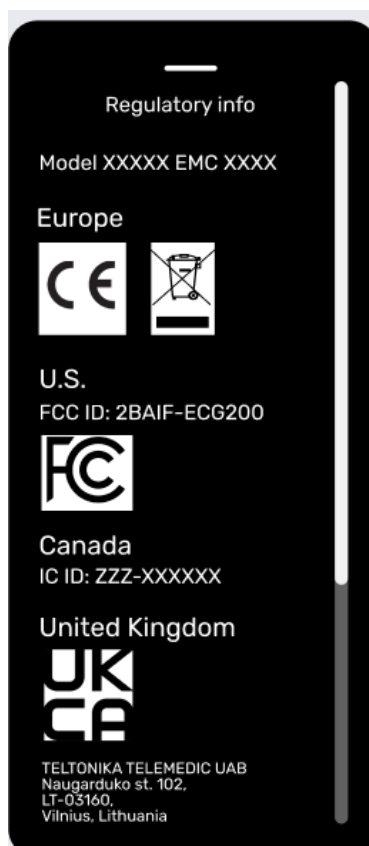 Regulatory info
Model XXXXX EMC XXXX
Europe
CE
U.S.
FCC ID: 2BAIF-ECG200
FC
Canada
IC ID: ZZZ-XXXXXX
United Kingdom
UK
CA
TELTONIKA TELEMEDIC UAB
Naugarduko st. 102,
LT-03160,
Vilnius, Lithuania